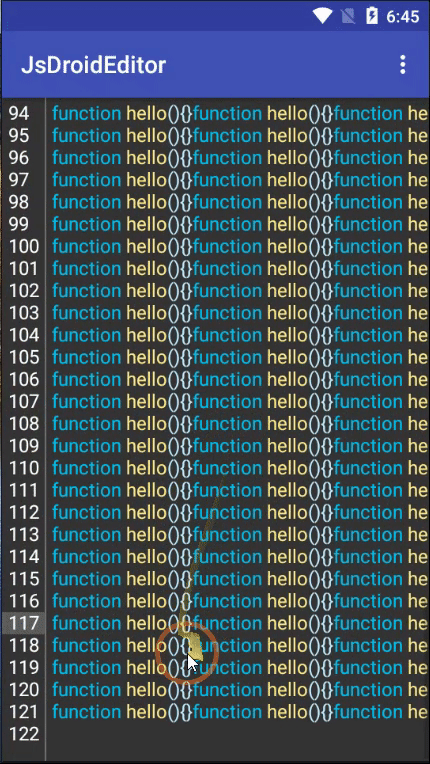 6:45
JsDroidEditor
94 function hello(){}function hello(){}function he
95 function hello(){}function hello(){}function he
96 function hello(){}function hello(){}function he
97 function hello(){}function hello(){}function he
98 function hello(){}function hello(){}function he
99 function hello(){}function hello(){}function he
100 function hello(){}function hello(){}function he
101 function hello(){}function hello(){}function he
102 function hello(){}function hello(){}function he
103 function hello(){}function hello(){}function he
104 function hello(){}function hello(){}function he
105 function hello(){}function hello(){}function he
106 function hello(){}function hello(){}function he
107 function hello(){}function hello(){}function he
108 function hello(){}function hello(){}function he
109 function hello(){}function hello(){}function he
110 function hello(){}function hello(){}function he
111 function hello(){}function hello(){}function he
112 function hello(){}function hello(){}function he
113 function hello(){}function hello(){}function he
114 function hello(){}function hello(){}function he
115 function hello(){}function hello(){}function he
116 function hello(){}function hello(){}function he
117 function hello(){}function hello(){}function he
118 function hello(){}function hello(){}function he
119 function hello(){}function hello(){}function he
120 function hello(){}function hello(){}function he
121 function hello(){}function hello(){}function he
122